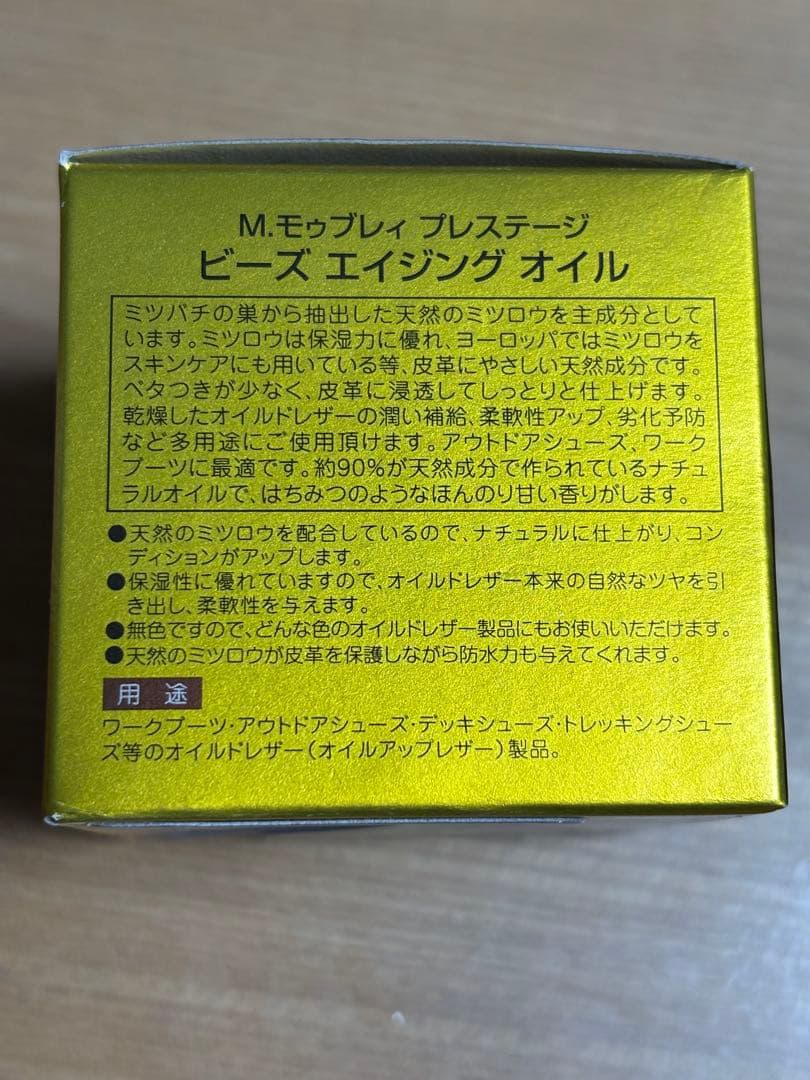 M.モゥブレィ プレステージ
ビーズ エイジング オイル
ミツバチの巣から抽出した天然のミツロウを主成分として
います。ミツロウは保湿力に優れ、ヨーロッパではミツロウを
スキンケアにも用いている等、皮革にやさしい天然成分です。
ベタつきが少なく、皮革に浸透してしっとりと仕上げます。
乾燥したオイルドレザーの潤い補給、柔軟性アップ、劣化予防
など多用途にご使用頂けます。アウトドアシューズ、ワーク
ブーツに最適です。約90%が天然成分で作られているナチュ
ラルオイルで、はちみつのようなほんのり甘い香りがします。
●天然のミツロウを配合しているので、ナチュラルに仕上がり、コン
ディションがアップします。
●保湿性に優れていますので、オイルドレザー本来の自然なツヤを引
き出し、柔軟性を与えます。
●無色ですので、どんな色のオイルドレザー製品にもお使いいただけます。
●天然のミツロウが皮革を保護しながら防水力も与えてくれます。
用 途
ワークブーツ・アウトドアシューズ・デッキシューズ・トレッキングシュー
ズ等のオイルドレザー（オイルアップレザー）製品。